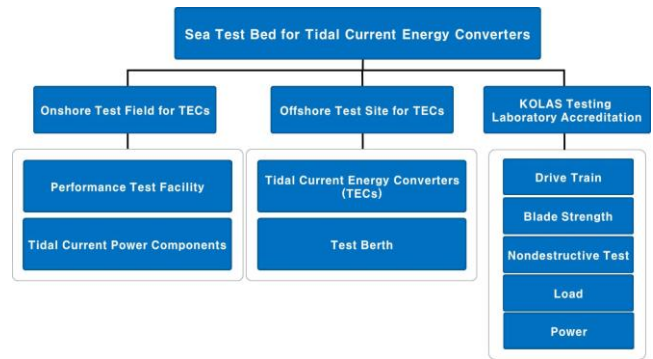 Sea Test Bed for Tidal Current Energy Converters
Onshore Test Field for TECs
Offshore Test Site for TECs
KOLAS Testing
Laboratory Accreditation
Performance Test Facility
Tidal Current Power Components
Tidal Current Energy Converters
(TECs)
Test Berth
Drive Train
Blade Strength
Nondestructive Test
Load
Power